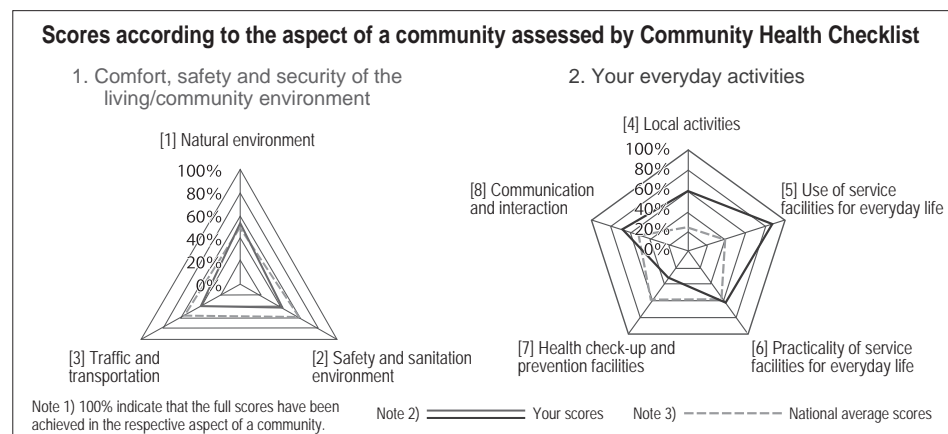 Scores according to the aspect of a community assessed by Community Health Checklist
1. Comfort, safety and security of the
living/community environment
[1] Natural environment
100%
80%
60%
40%
20%
0%
[3] Traffic and
transportation
[2] Safety and sanitation
environment
2. Your everyday activities
[4] Local activities
100%
80%
60%
40%
20%
0%
[8] Communication
and interaction
[5] Use of service
facilities for everyday life
[7] Health check-up and
prevention facilities
[6] Practicality of service
facilities for everyday life
Note 1) 100% indicate that the full scores have been
achieved in the respective aspect of a community.
Note 2) Your scores
Note 3) National average scores